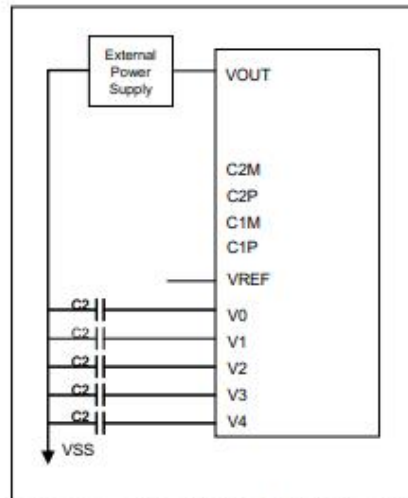 External
Power
Supply
VOUT
C2M
C2P
C1M
C1P
VREF
C2 V0
C2 V1
C2 V2
C2 V3
C2 V4
VSS